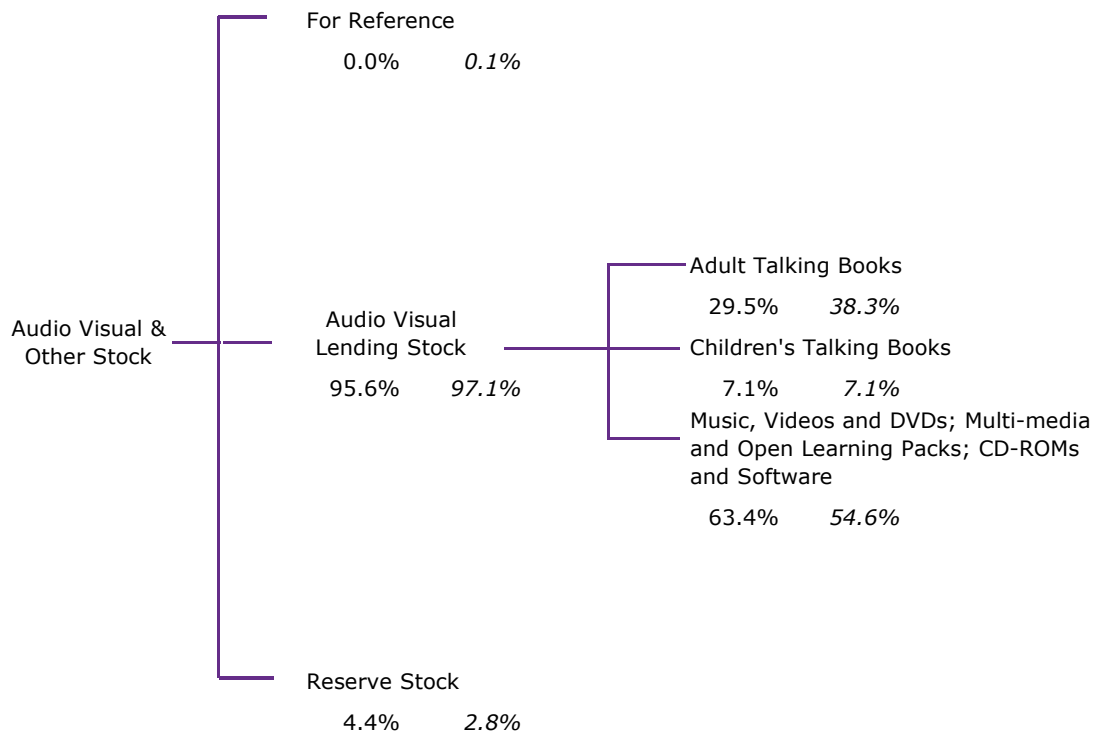 For Reference
0.0% 0.1%
Audio Visual &
Other Stock
Audio Visual
Lending Stock
95.6% 97.1%
Adult Talking Books
29.5% 38.3%
Children's Talking Books
7.1% 7.1%
Music, Videos and DVDs; Multi-media
and Open Learning Packs; CD-ROMs
and Software
63.4% 54.6%
Reserve Stock
4.4% 2.8%